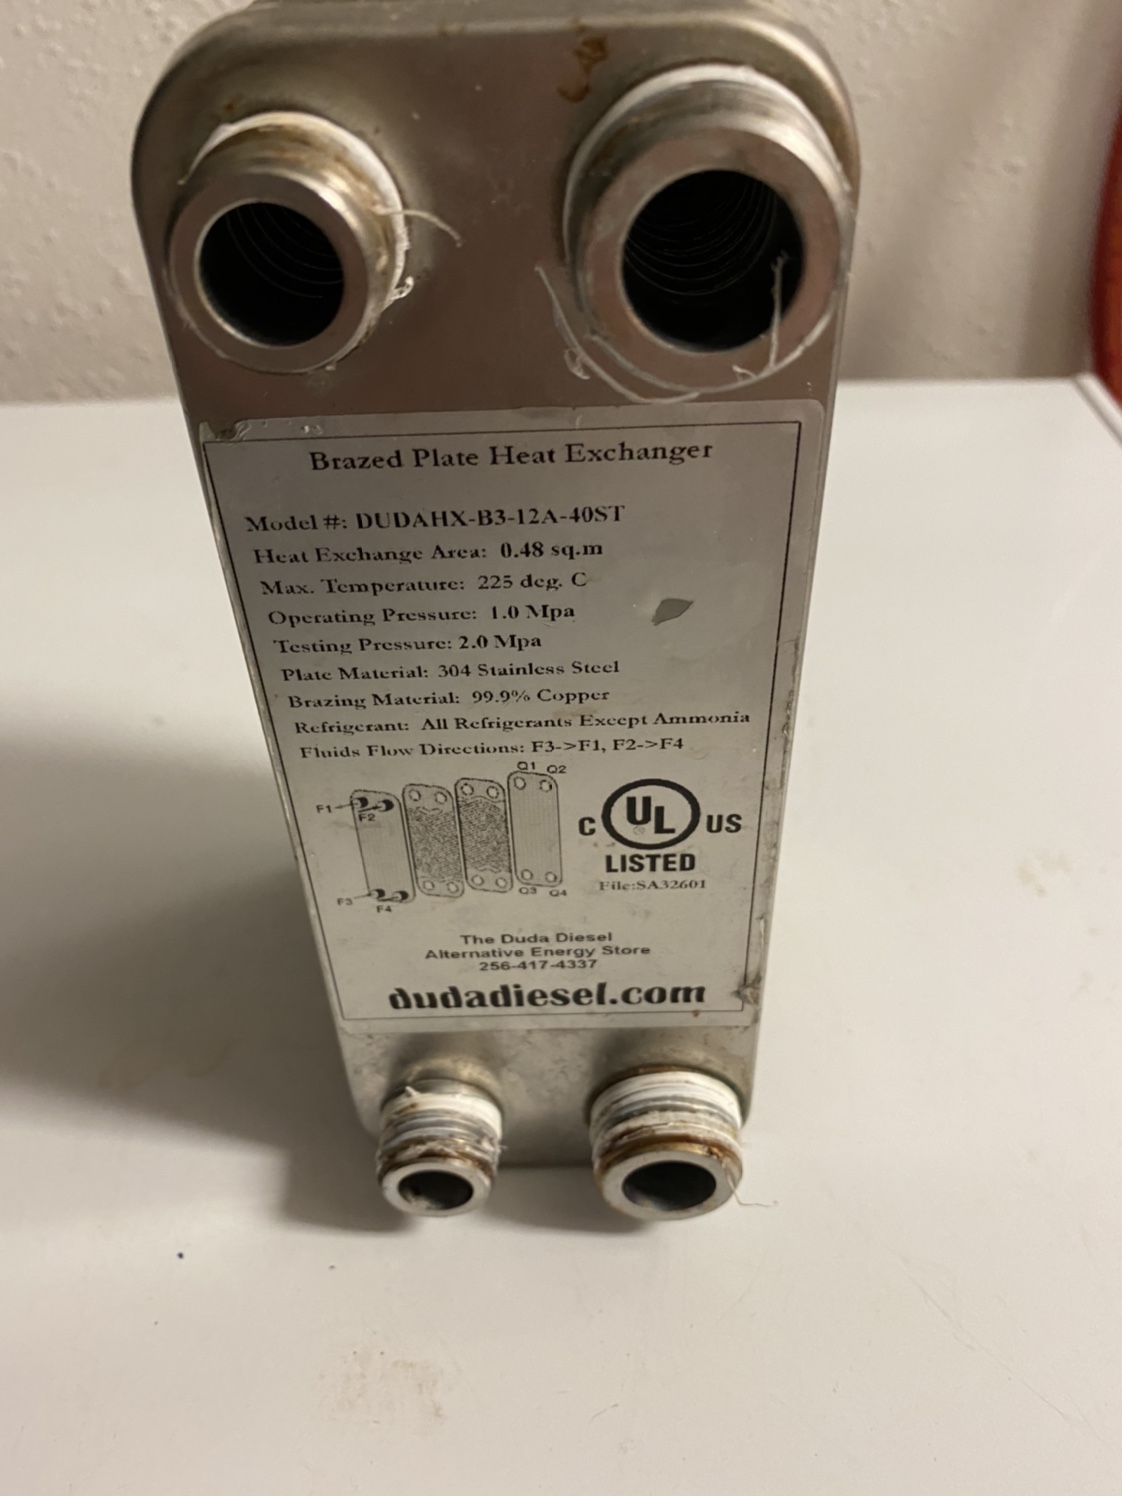 Brazed Plate Heat Exchanger
Model #: DUDAHX-B3-12A-40ST
Heat Exchange Area: 0.48 sq.m
Max. Temperature: 225 deg. C
Operating Pressure: 1.0 Mpa
Testing Pressure: 2.0 Mpa
Plate Material: 304 Stainless Steel
Brazing Material: 99.9% Copper
Refrigerant: All Refrigerants Except Ammonia
Fluids Flow Directions: F3->F1, F2->F4
Q1 Q2
F1
F2
F3
F4
Q3 Q4
C UL US
LISTED
File:SA32601
The Duda Diesel
Alternative Energy Store
256-417-4337
dudadiesel.com